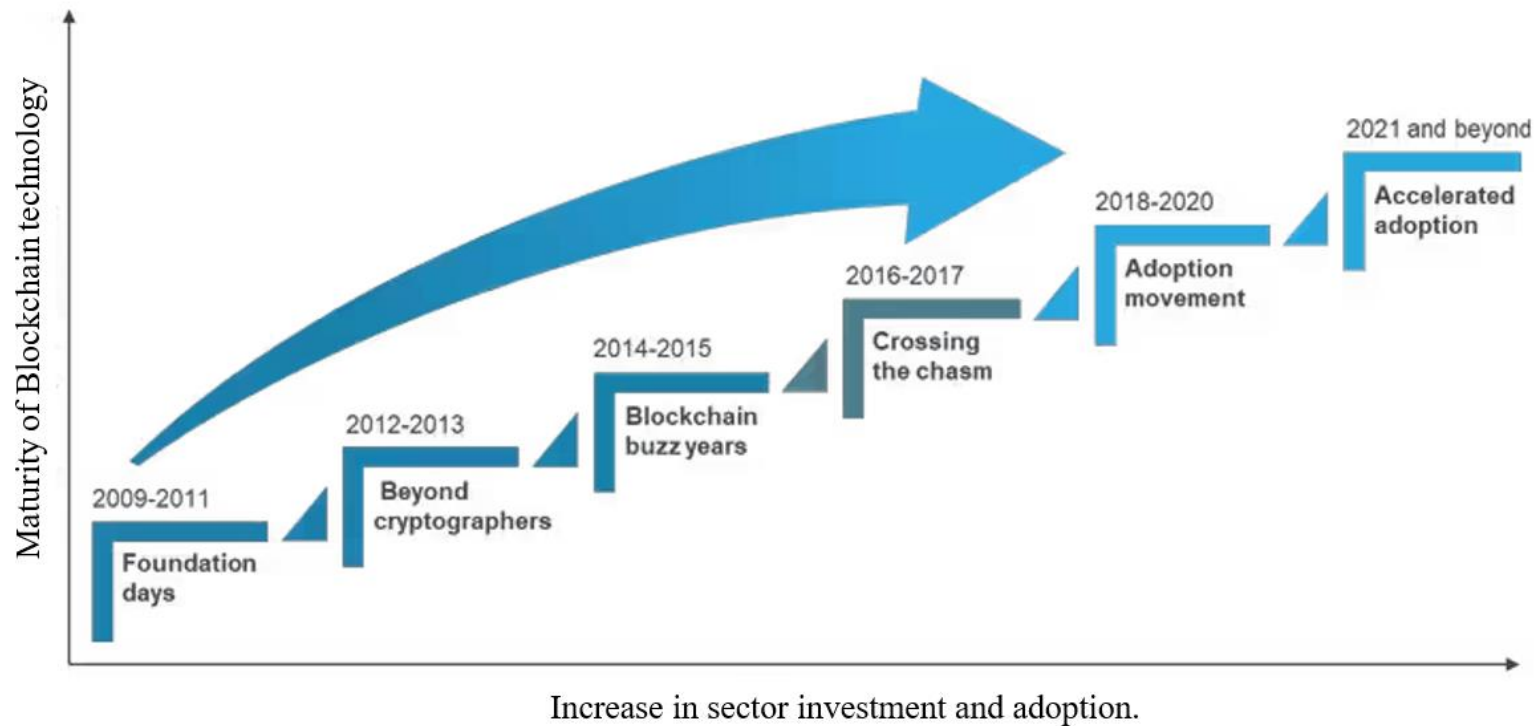 Maturity of Blockchain technology
2009-2011
Foundation
days
2012-2013
Beyond
cryptographers
2014-2015
Blockchain
buzz years
2016-2017
Crossing
the chasm
2018-2020
Adoption
movement
2021 and beyond
Accelerated
adoption
Increase in sector investment and adoption.